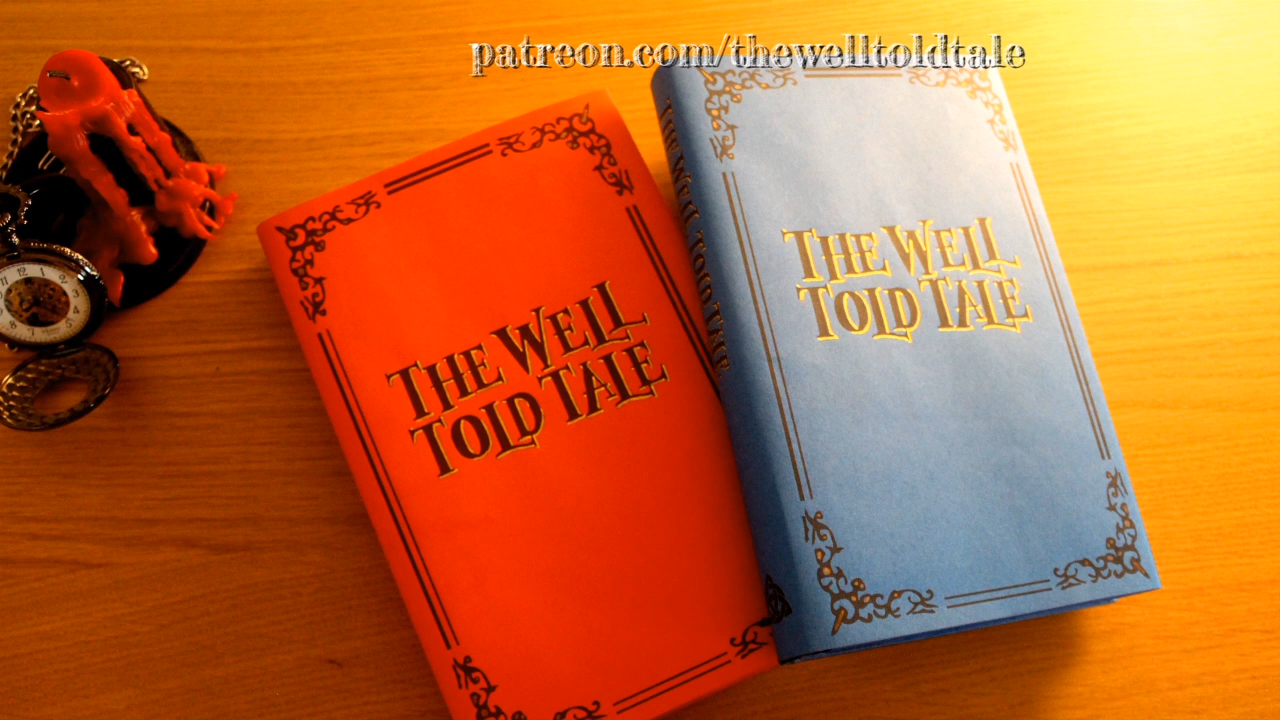 patreon.com/thewelltoldtale
THE WELL
TOLD TALE
THE WELL TOLD TALE
THE WELL
TOLD TALE